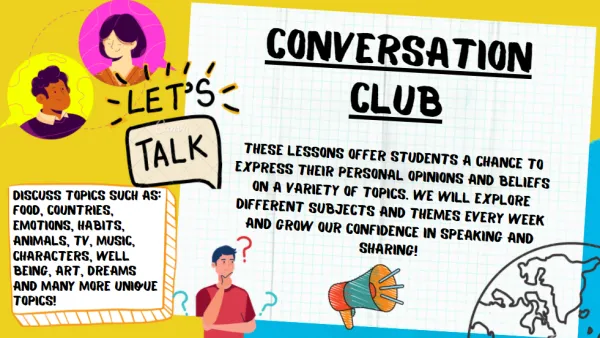 CONVERSATION
CLUB
LET'S
TALK
THESE LESSONS OFFER STUDENTS A CHANCE TO
EXPRESS THEIR PERSONAL OPINIONS AND BELIEFS
ON A VARIETY OF TOPICS. WE WILL EXPLORE
DIFFERENT SUBJECTS AND THEMES EVERY WEEK
AND GROW OUR CONFIDENCE IN SPEAKING AND
SHARING!
DISCUSS TOPICS SUCH AS:
FOOD, COUNTRIES,
EMOTIONS, HABITS,
ANIMALS, TV, MUSIC,
CHARACTERS, WELL
BEING, ART, DREAMS
AND MANY MORE UNIQUE
TOPICS!
?
?
?